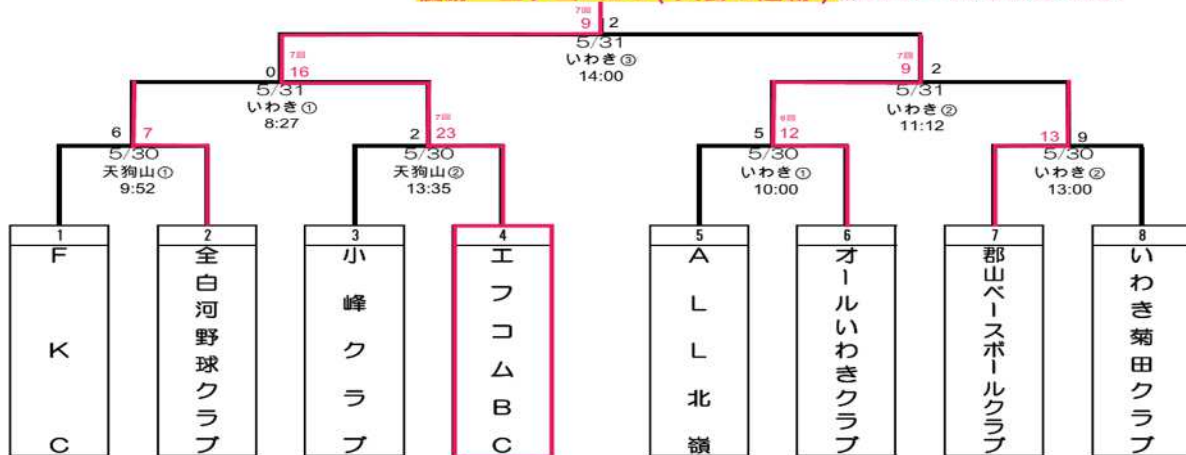 7回
9 2
5/31
いわき③
14:00
7回
0 16
5/31
いわき①
8:27
7回
9 2
5/31
いわき②
11:12
6 7
5/30
天狗山①
9:52
7回
2 23
5/30
天狗山②
13:35
6回
5 12
5/30
いわき①
10:00
13 9
5/30
いわき②
13:00
1
FKC
2
全白河野球クラブ
3
小峰クラブ
4
エフコムBC
5
ALL北嶺
6
オールいわきクラブ
7
郡山ベースボールクラブ
8
いわき菊田クラブ